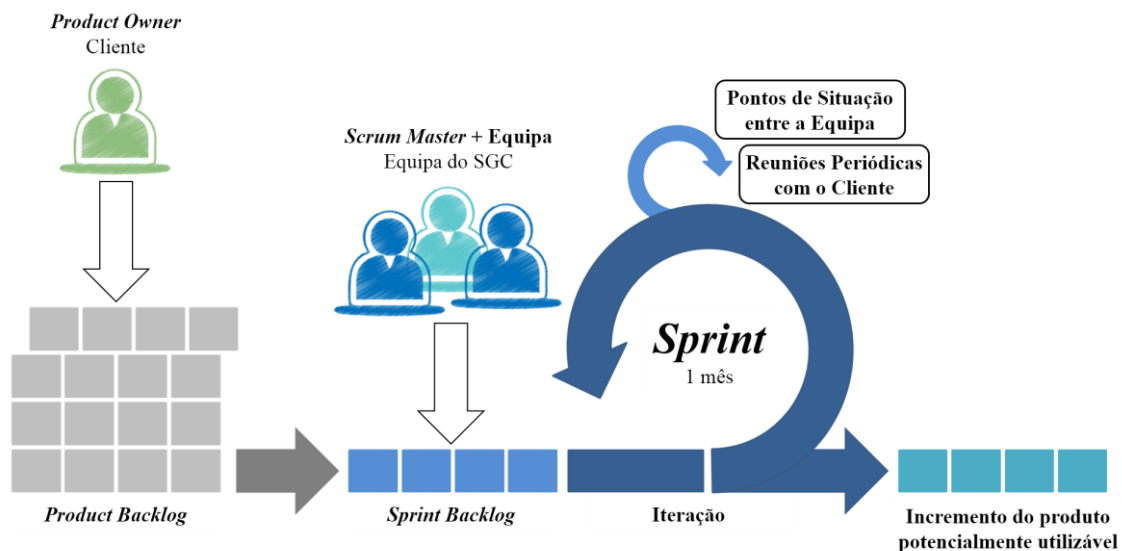 Product Owner
Cliente
Scrum Master + Equipa
Equipa do SGC
Pontos de Situação
entre a Equipa
Reuniões Periódicas
com o Cliente
Sprint
1 mês
Product Backlog
Sprint Backlog
Iteração
Incremento do produto
potencialmente utilizável